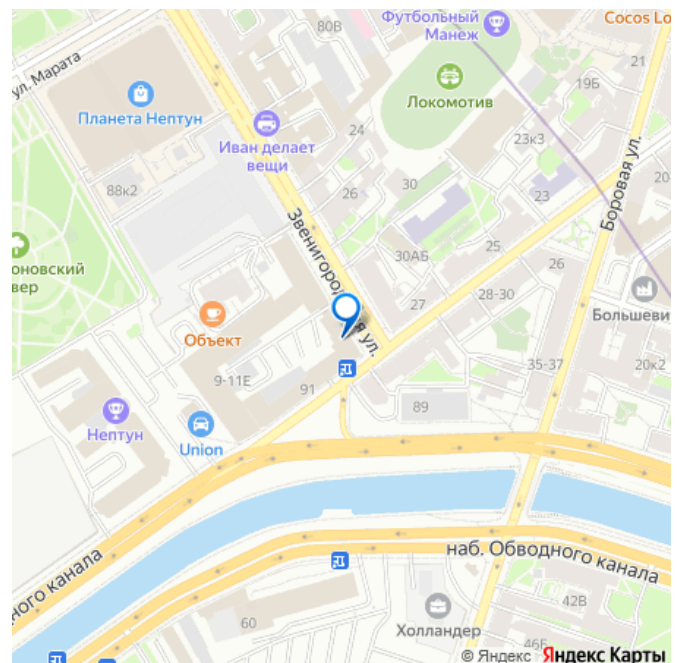 Футбольный
Манеж
Cocos Lo
80В
21
ул. Марата
19Б
Локомотив
Планета Нептун
Иван делает
вещи
24
23к3
Боровая ул.
88к2
26
30
23
20
Звенигородская ул.
оновский
вер
30АБ
25
26
27
28-30
Большеви
Объект
35-37
20к2
9-11Е
91
89
Нептун
Union
наб. Обводного канала
дного канала
42В
60
Холландер
46Б
© Яндекс Яндекс Карты